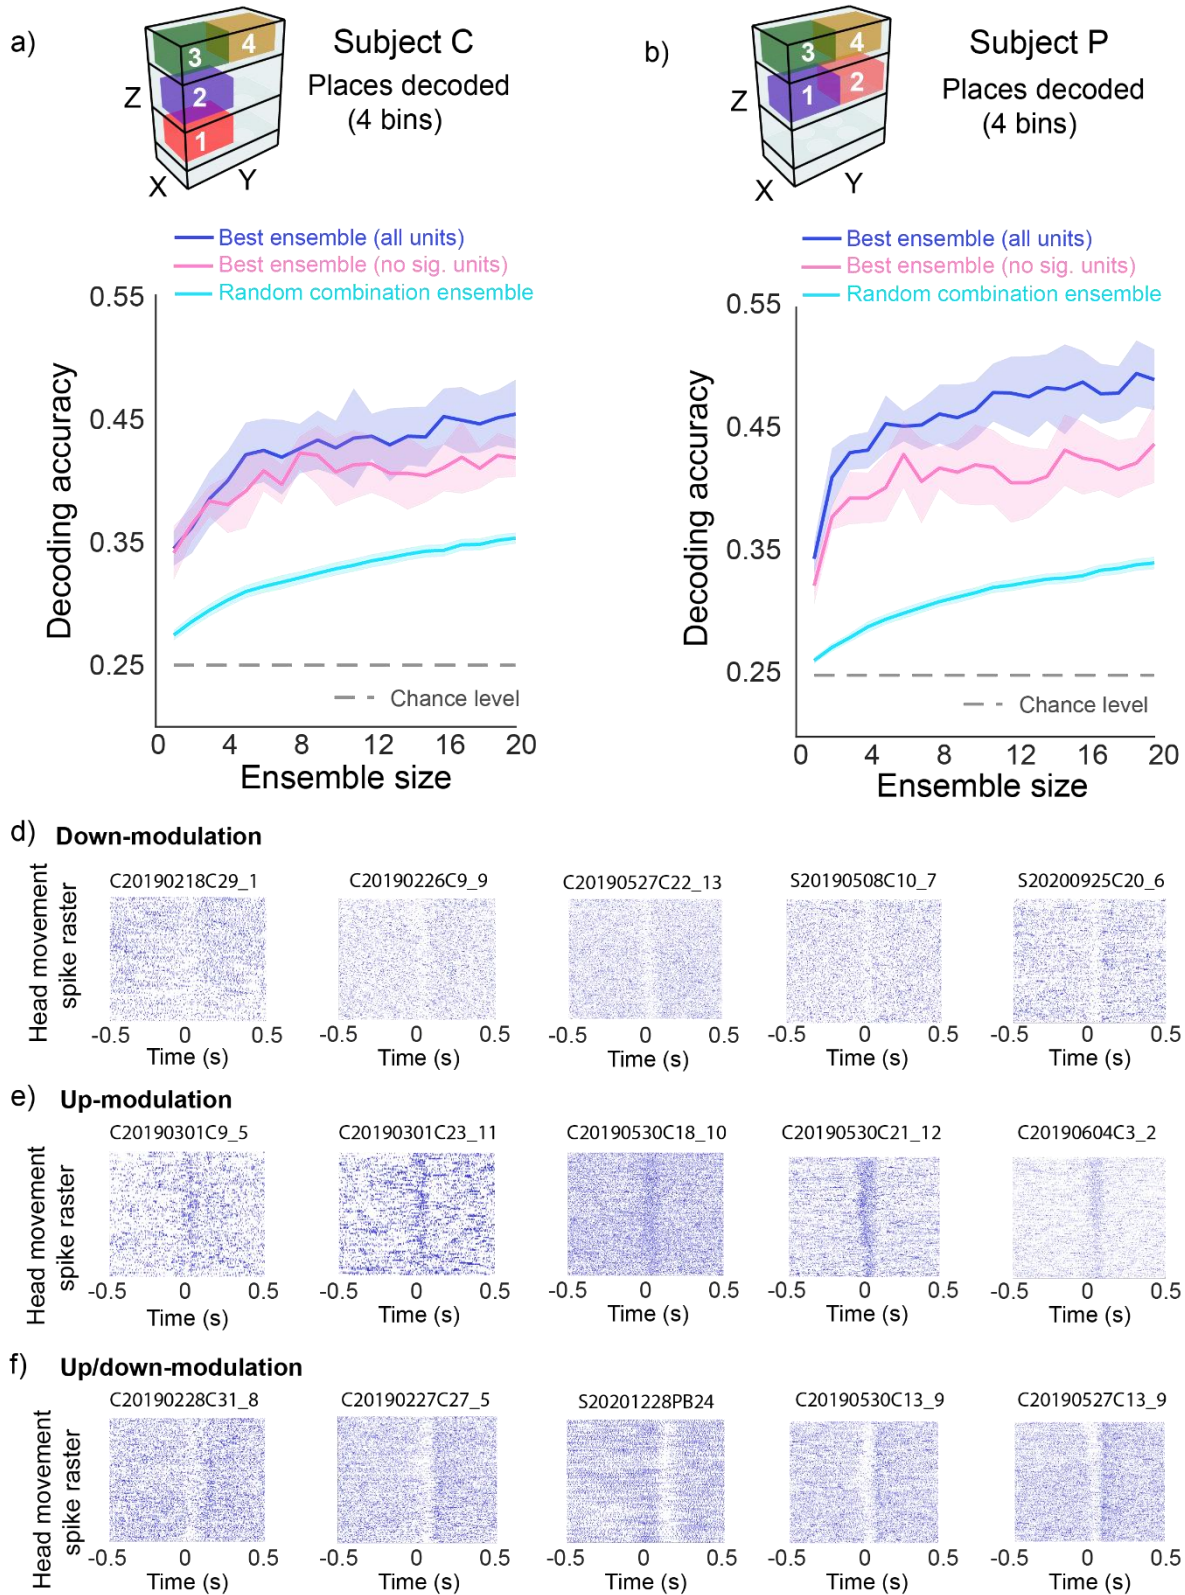 a)
Subject C
Places decoded
(4 bins)
3
4
2
1
Z
X
Y
Best ensemble (all units)
Best ensemble (no sig. units)
Random combination ensemble
0.55
0.45
0.35
0.25
Decoding accuracy
Chance level
0 4 8 12 16 20
Ensemble size
b)
Subject P
Places decoded
(4 bins)
3
4
1
2
Z
X
Y
Best ensemble (all units)
Best ensemble (no sig. units)
Random combination ensemble
0.55
0.45
0.35
0.25
Decoding accuracy
Chance level
0 4 8 12 16 20
Ensemble size
d) Down-modulation
Head movement
spike raster
C20190218C29_1 C20190226C9_9 C20190527C22_13 S20190508C10_7 S20200925C20_6
-0.5 0 0.5 -0.5 0 0.5 -0.5 0 0.5 -0.5 0 0.5 -0.5 0 0.5
Time (s) Time (s) Time (s) Time (s) Time (s)
e) Up-modulation
Head movement
spike raster
C20190301C9_5 C20190301C23_11 C20190530C18_10 C20190530C21_12 C20190604C3_2
-0.5 0 0.5 -0.5 0 0.5 -0.5 0 0.5 -0.5 0 0.5 -0.5 0 0.5
Time (s) Time (s) Time (s) Time (s) Time (s)
f) Up/down-modulation
Head movement
spike raster
C20190228C31_8 C20190227C27_5 S20201228PB24 C20190530C13_9 C20190527C13_9
-0.5 0 0.5 -0.5 0 0.5 -0.5 0 0.5 -0.5 0 0.5 -0.5 0 0.5
Time (s) Time (s) Time (s) Time (s) Time (s)